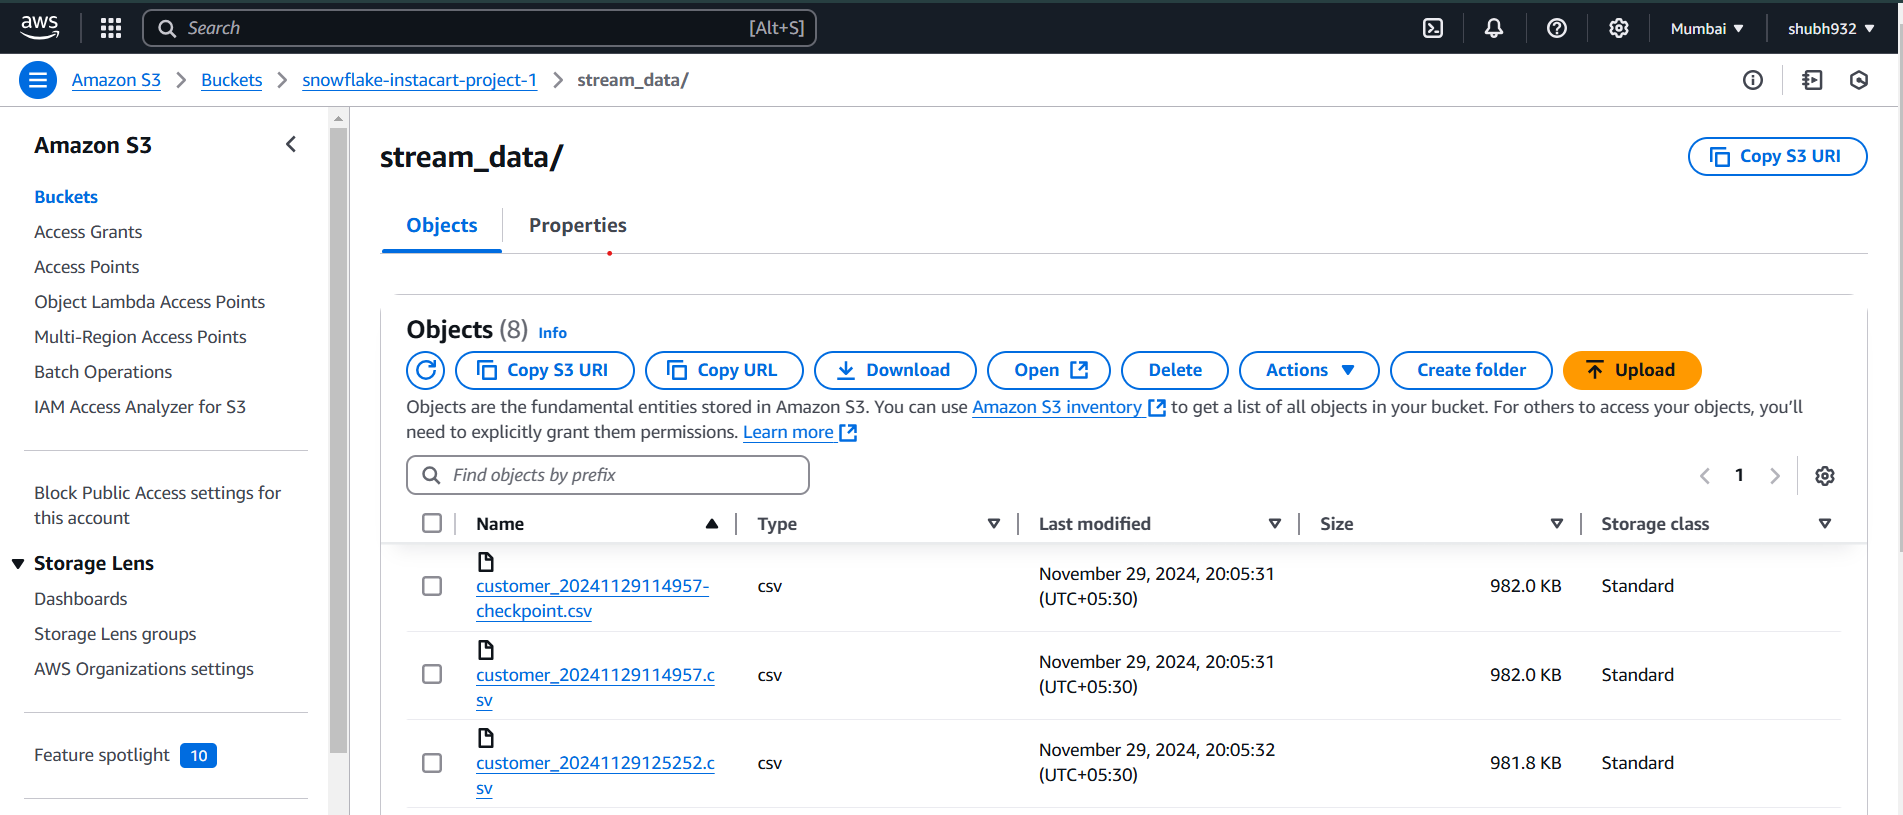 aws
Search [Alt+S]
Mumbai
shubh932
Amazon S3 Buckets snowflake-instacart-project-1 stream_data/
Amazon S3
Buckets
Access Grants
Access Points
Object Lambda Access Points
Multi-Region Access Points
Batch Operations
IAM Access Analyzer for S3
Block Public Access settings for
this account
Storage Lens
Dashboards
Storage Lens groups
AWS Organizations settings
Feature spotlight 10
stream_data/
Copy S3 URI
Objects Properties
Objects (8) Info
Copy S3 URI Copy URL Download Open Delete Actions Create folder Upload
Objects are the fundamental entities stored in Amazon S3. You can use Amazon S3 inventory to get a list of all objects in your bucket. For others to access your objects, you'll
need to explicitly grant them permissions. Learn more
Find objects by prefix
1
Name Type Last modified Size Storage class
customer_20241129114957-
checkpoint.csv
csv
November 29, 2024, 20:05:31
(UTC+05:30)
982.0 KB
Standard
customer_20241129114957.c
sv
csv
November 29, 2024, 20:05:31
(UTC+05:30)
982.0 KB
Standard
customer_20241129125252.c
sv
csv
November 29, 2024, 20:05:32
(UTC+05:30)
981.8 KB
Standard